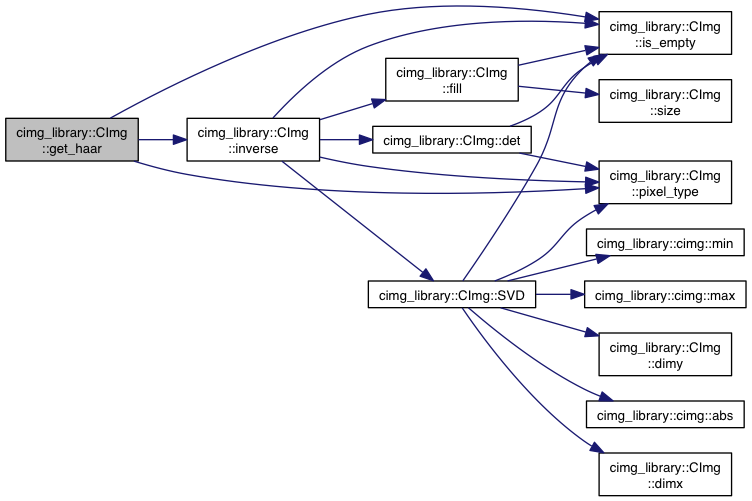 cimg_library::CImg
::get_haar
cimg_library::CImg
::inverse
cimg_library::CImg
::fill
cimg_library::CImg::det
cimg_library::CImg::SVD
cimg_library::CImg
::is_empty
cimg_library::CImg
::size
cimg_library::CImg
::pixel_type
cimg_library::cimg::min
cimg_library::cimg::max
cimg_library::CImg
::dimy
cimg_library::cimg::abs
cimg_library::CImg
::dimx